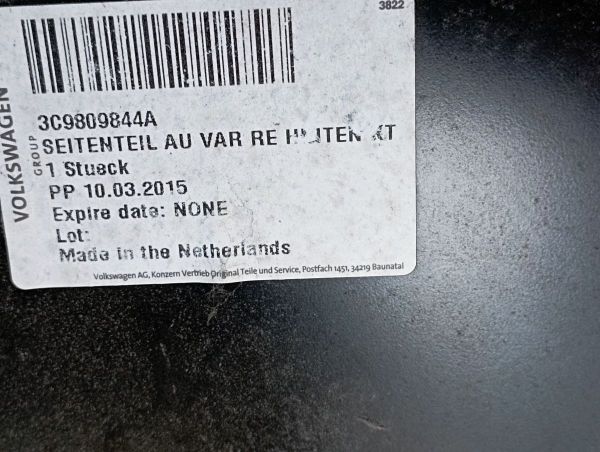 3822
VOLKSWAGEN
GROUP
3C9809844A
SEITENTEIL AU VAR RE
1 Stueck
PP 10.03.2015
Expire date: NONE
Lot:
Made in the Netherlands
Volkswagen AG, Konzern Vertrieb Original Teile und Service, Postfach 1451, 34219 Baunatal